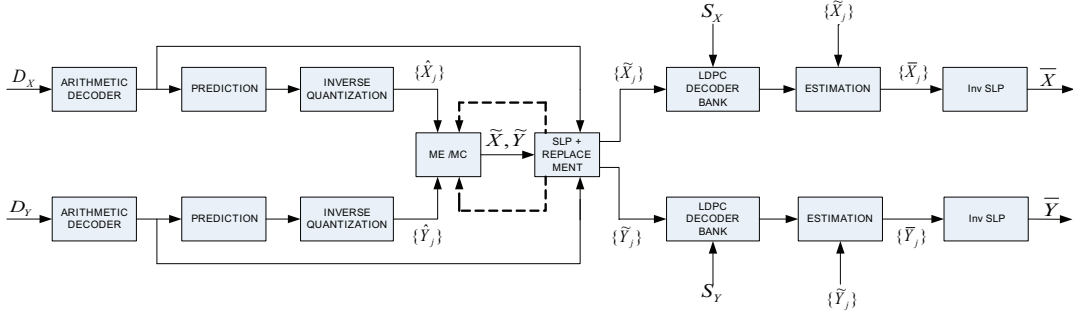 S_X
{X̃_j}
D_X
ARITHMETIC
DECODER
PREDICTION
INVERSE
QUANTIZATION
{X̂_j}
{X̃_j}
LDPC
DECODER
BANK
ESTIMATION
{X̅_j}
Inv SLP
X̅
ME /MC
X̃, Ỹ
SLP +
REPLACE
MENT
D_Y
ARITHMETIC
DECODER
PREDICTION
INVERSE
QUANTIZATION
{Ŷ_j}
{Ỹ_j}
LDPC
DECODER
BANK
ESTIMATION
{Y̅_j}
Inv SLP
Y̅
S_Y
{Ỹ_j}